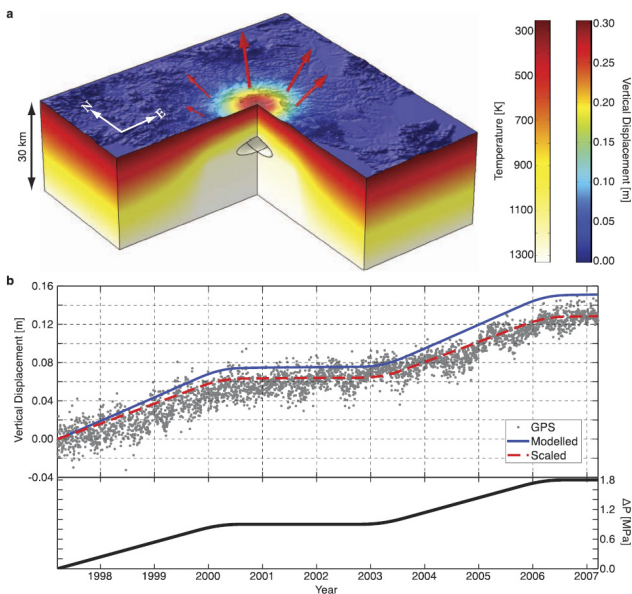 a
N
E
30 km
Temperature [K]
300
500
700
900
1100
1300
Vertical Displacement [m]
0.30
0.25
0.20
0.15
0.10
0.05
0.00
b
Vertical Displacement [m]
0.16
0.12
0.08
0.04
0.00
-0.04
GPS
Modelled
Scaled
1.8
1.2
0.6
0.0
ΔP [MPa]
1998 1999 2000 2001 2002 2003 2004 2005 2006 2007
Year